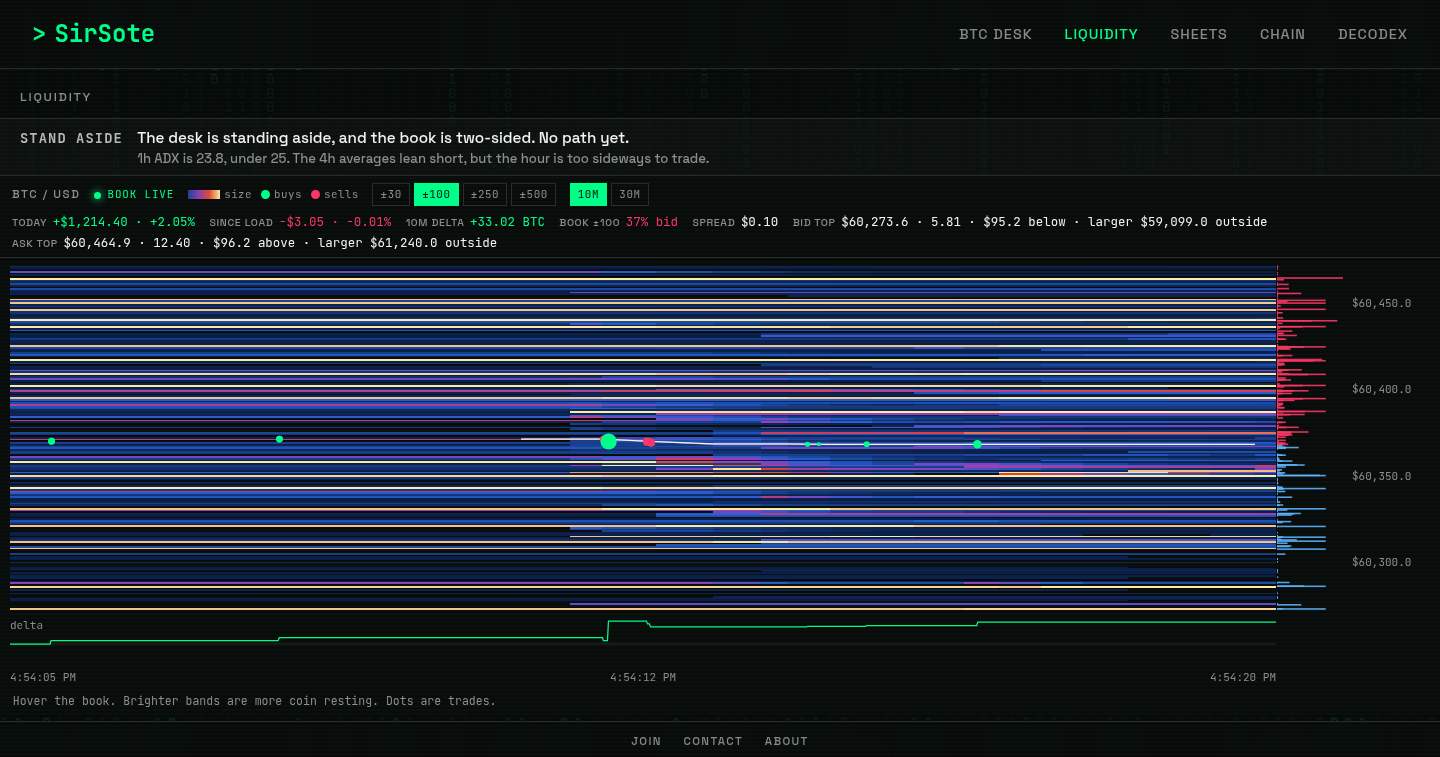 > SirSote
BTC DESK LIQUIDITY SHEETS CHAIN DECODEX
LIQUIDITY
STAND ASIDE The desk is standing aside, and the book is two-sided. No path yet.
1h ADX is 23.8, under 25. The 4h averages lean short, but the hour is too sideways to trade.
BTC / USD BOOK LIVE size buys sells ±30 ±100 ±250 ±500 10M 30M
TODAY +$1,214.40 · +2.05% SINCE LOAD -$3.05 · -0.01% 10M DELTA +33.02 BTC BOOK ±100 37% bid SPREAD $0.10 BID TOP $60,273.6 · 5.81 · $95.2 below · larger $59,099.0 outside
ASK TOP $60,464.9 · 12.40 · $96.2 above · larger $61,240.0 outside
$60,450.0
$60,400.0
$60,350.0
$60,300.0
delta
4:54:05 PM 4:54:12 PM 4:54:20 PM
Hover the book. Brighter bands are more coin resting. Dots are trades.
JOIN CONTACT ABOUT